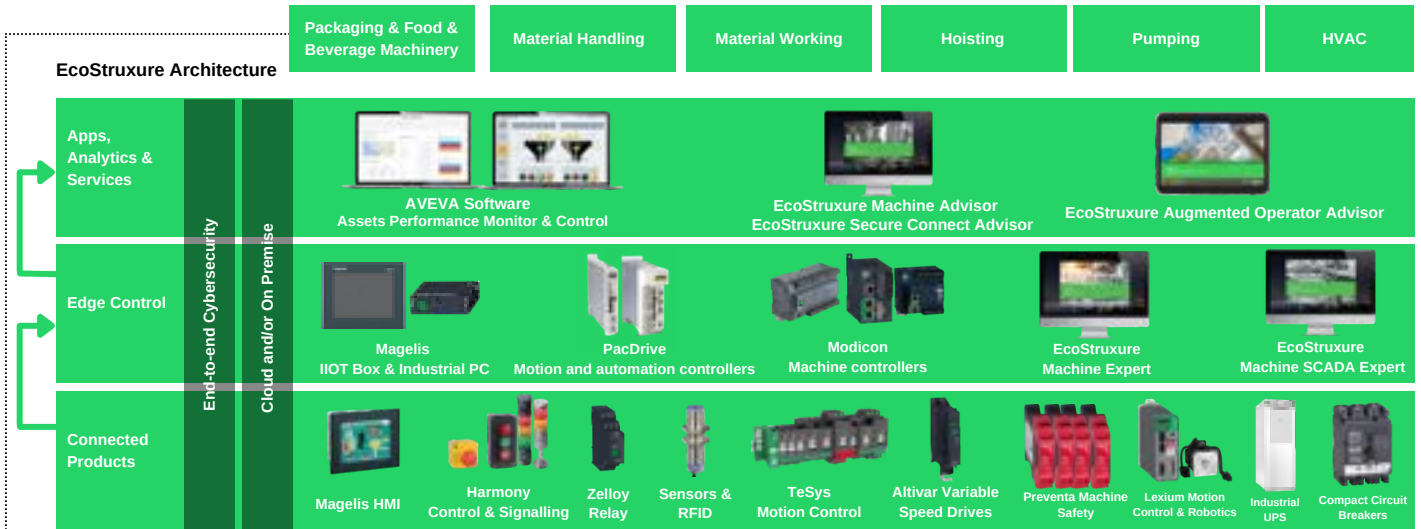 Packaging & Food &
Beverage Machinery
Material Handling
Material Working
Hoisting
Pumping
HVAC
EcoStruxure Architecture
Apps,
Analytics &
Services
End-to-end Cybersecurity
Cloud and/or On Premise
AVEVA Software
Assets Performance Monitor & Control
EcoStruxure Machine Advisor
EcoStruxure Secure Connect Advisor
EcoStruxure Augmented Operator Advisor
Edge Control
Magelis
IIOT Box & Industrial PC
PacDrive
Motion and automation controllers
Modicon
Machine controllers
EcoStruxure
Machine Expert
EcoStruxure
Machine SCADA Expert
Connected
Products
Magelis HMI
Harmony
Control & Signalling
Zelloy
Relay
Sensors &
RFID
TeSys
Motion Control
Altivar Variable
Speed Drives
Preventa Machine
Safety
Lexium Motion
Control & Robotics
Industrial
UPS
Compact Circuit
Breakers